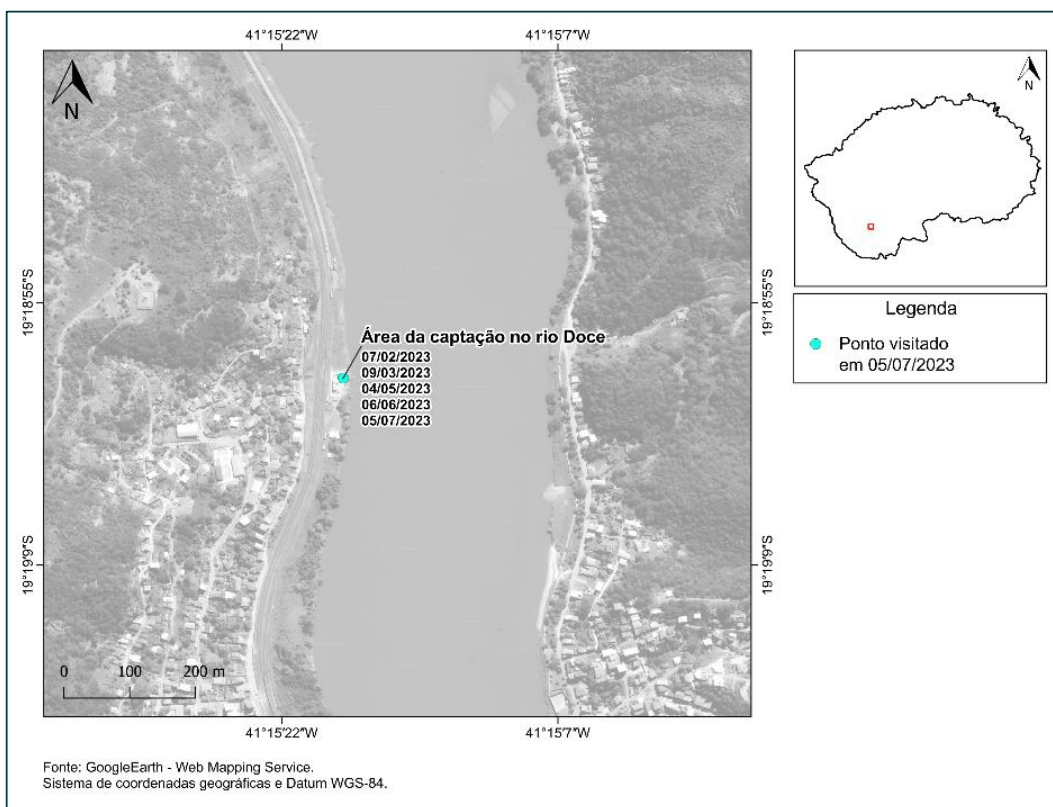 41°15'22"W
41°15'7"W
N
N
19°18'55"S
19°18'55"S
Área da captação no rio Doce
07/02/2023
09/03/2023
04/05/2023
06/06/2023
05/07/2023
Legenda
Ponto visitado
em 05/07/2023
19°19'9"S
19°19'9"S
0 100 200 m
41°15'22"W
41°15'7"W
Fonte: GoogleEarth - Web Mapping Service.
Sistema de coordenadas geográficas e Datum WGS-84.